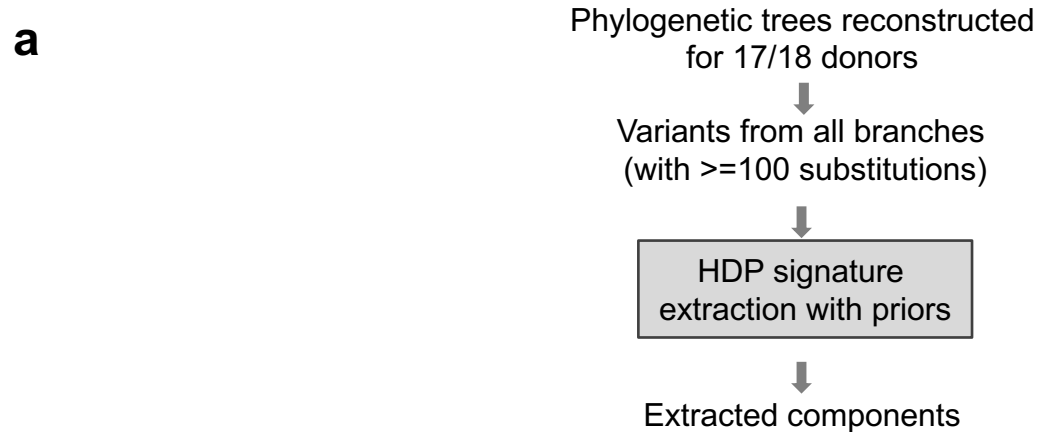 a
Phylogenetic trees reconstructed
for 17/18 donors
Variants from all branches
(with >=100 substitutions)
HDP signature
extraction with priors
Extracted components